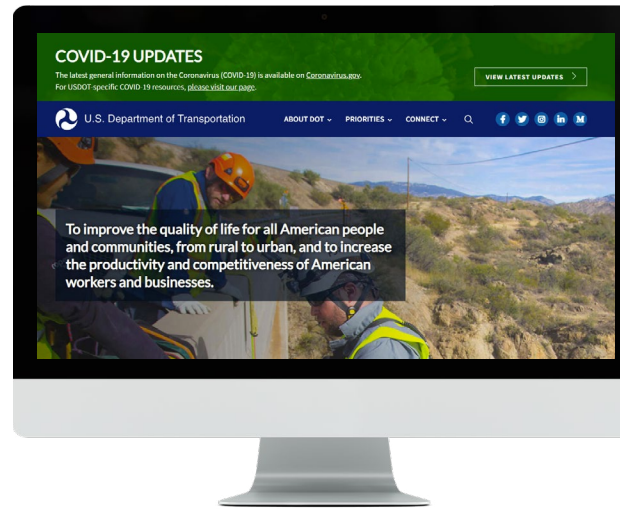 COVID-19 UPDATES
The latest general information on the Coronavirus (COVID-19) is available on Coronavirus.gov.
For USDOT-specific COVID-19 resources, please visit our page.
VIEW LATEST UPDATES
U.S. Department of Transportation
ABOUT DOT
PRIORITIES
CONNECT
To improve the quality of life for all American people
and communities, from rural to urban, and to increase
the productivity and competitiveness of American
workers and businesses.